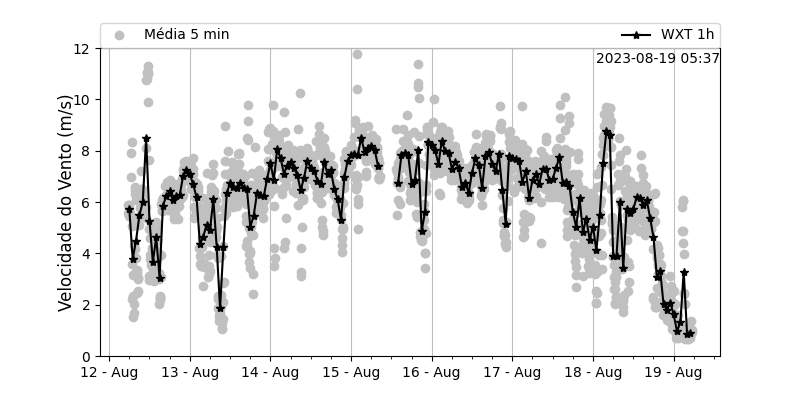 Média 5 min
WXT 1h
2023-08-19 05:37
Velocidade do Vento (m/s)
12
10
8
6
4
2
0
12 - Aug
13 - Aug
14 - Aug
15 - Aug
16 - Aug
17 - Aug
18 - Aug
19 - Aug